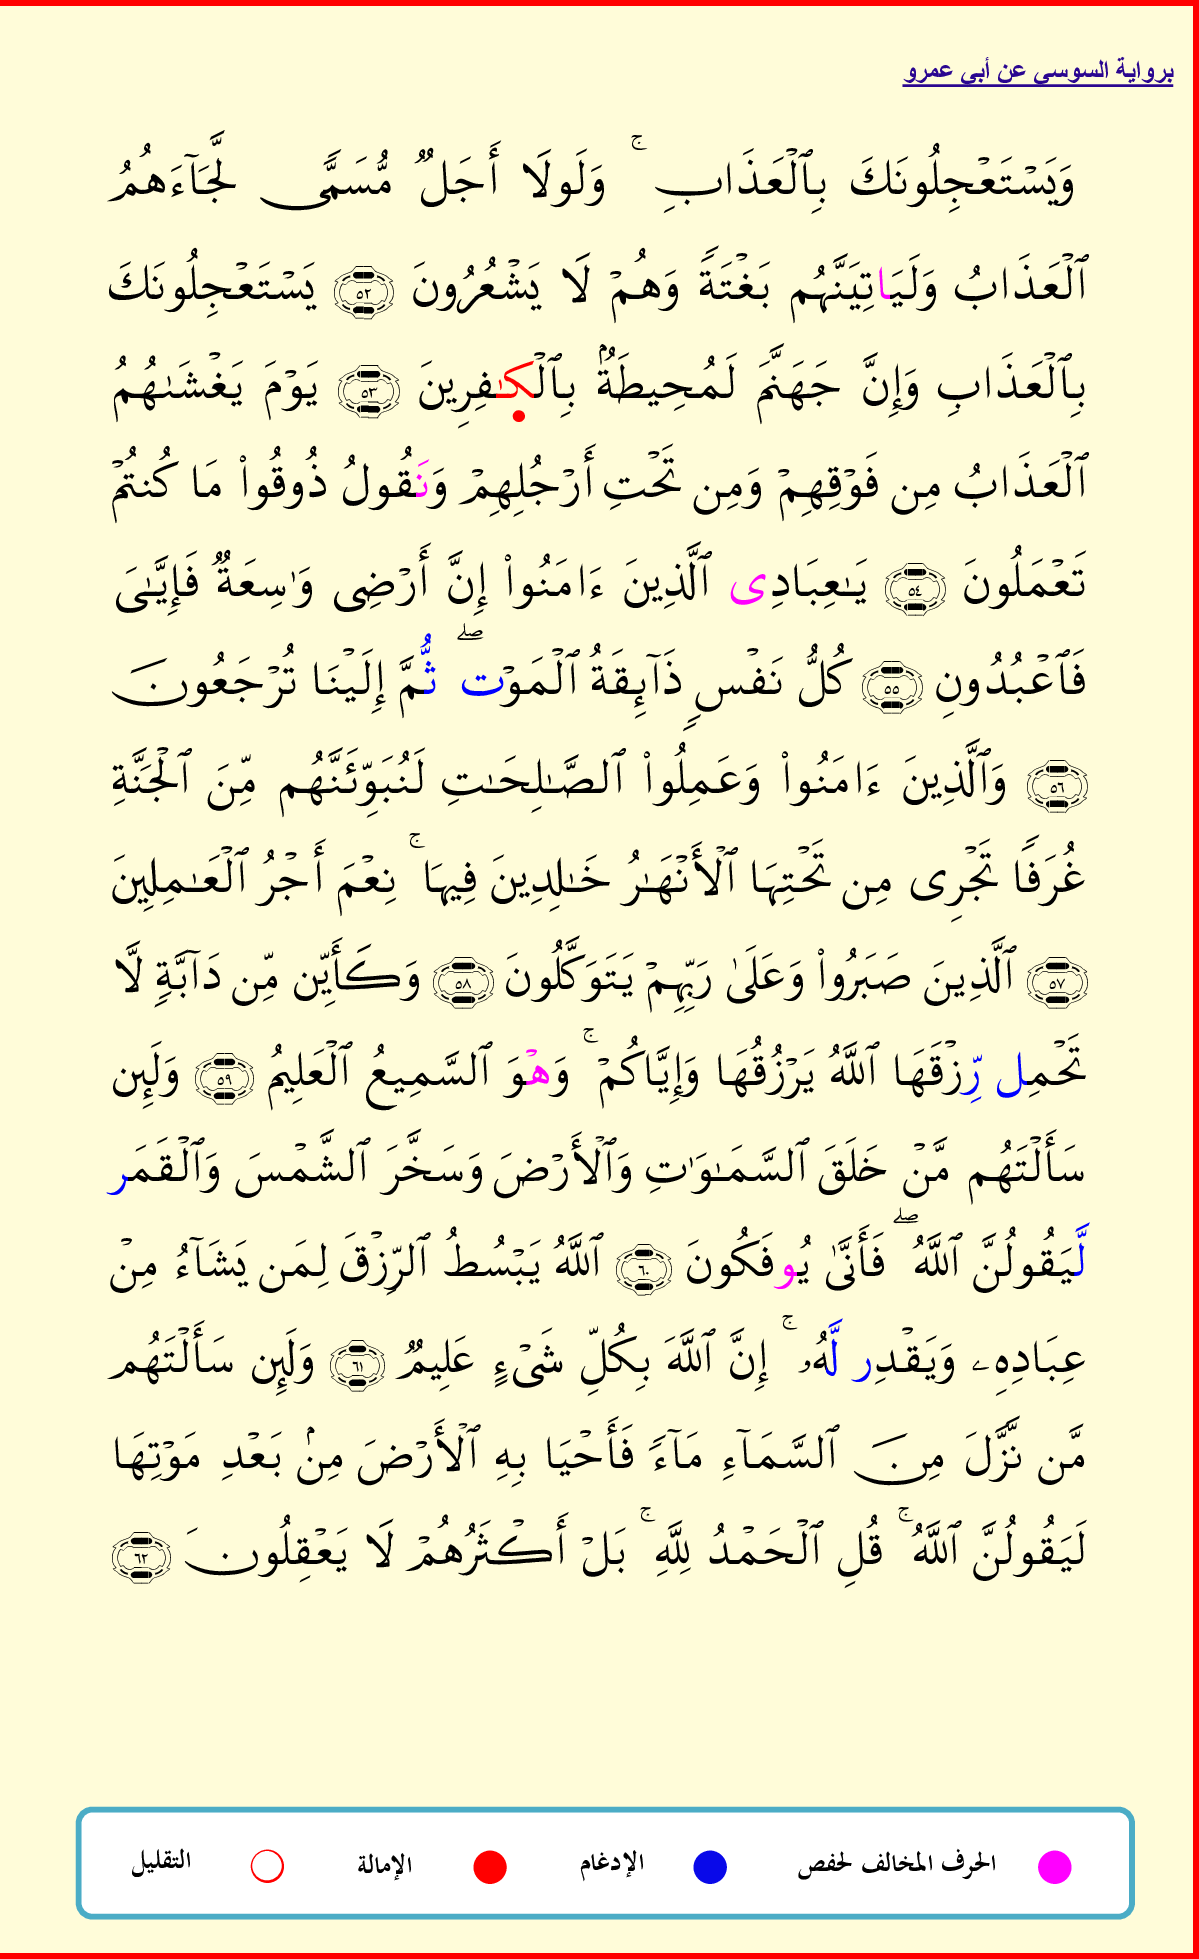 برواية السوسي عن أبي عمرو
وَيَسۡتَعۡجِلُونَكَ بِٱلۡعَذَابِ ۚ وَلَوۡلَا أَجَلٌ مُّسَمًّى لَّجَآءَهُمُ
ٱلۡعَذَابُ وَلَيَاتِيَنَّهُم بَغۡتَةً وَهُمۡ لَا يَشۡعُرُونَ ٥٢ يَسۡتَعۡجِلُونَكَ
بِٱلۡعَذَابِ وَإِنَّ جَهَنَّمَ لَمُحِيطَةٌۢ بِٱلۡكَٰفِرِينَ ٥٣ يَوۡمَ يَغۡشَىٰهُمُ
ٱلۡعَذَابُ مِن فَوۡقِهِمۡ وَمِن تَحۡتِ أَرۡجُلِهِمۡ وَنَقُولُ ذُوقُواْ مَا كُنتُمۡ
تَعۡمَلُونَ ٥٤ يَـٰعِبَادِى ٱلَّذِينَ ءَامَنُواْ إِنَّ أَرۡضِى وَٰسِعَةٌ فَإِيَّـٰىَ
فَٱعۡبُدُونِ ٥٥ كُلُّ نَفۡسٍ ذَآئِقَةُ ٱلۡمَوۡت ۖ ثُّمَّ إِلَيۡنَا تُرۡجَعُونَ
٥٦ وَٱلَّذِينَ ءَامَنُواْ وَعَمِلُواْ ٱلصَّـٰلِحَـٰتِ لَنُبَوِّئَنَّهُم مِّنَ ٱلۡجَنَّةِ
غُرَفًا تَجۡرِى مِن تَحۡتِهَا ٱلۡأَنۡهَـٰرُ خَـٰلِدِينَ فِيهَا ۚ نِعۡمَ أَجۡرُ ٱلۡعَـٰمِلِينَ
٥٧ ٱلَّذِينَ صَبَرُواْ وَعَلَىٰ رَبِّهِمۡ يَتَوَكَّلُونَ ٥٨ وَكَأَيِّن مِّن دَآبَّةٍ لَّا
تَحۡمِل رِّزۡقَهَا ٱللَّهُ يَرۡزُقُهَا وَإِيَّاكُمۡ ۚ وَهۡوَ ٱلسَّمِيعُ ٱلۡعَلِيمُ ٥٩ وَلَئِن
سَأَلۡتَهُم مَّنۡ خَلَقَ ٱلسَّمَـٰوَٰتِ وَٱلۡأَرۡضَ وَسَخَّرَ ٱلشَّمۡسَ وَٱلۡقَمَر
لَّيَقُولُنَّ ٱللَّهُ ۖ فَأَنَّىٰ يُوفَكُونَ ٦٠ ٱللَّهُ يَبۡسُطُ ٱلرِّزۡقَ لِمَن يَشَآءُ مِنۡ
عِبَادِهِۦ وَيَقۡدِر لَّهُۥ ۚ إِنَّ ٱللَّهَ بِكُلِّ شَىۡءٍ عَلِيمٌ ٦١ وَلَئِن سَأَلۡتَهُم
مَّن نَّزَّلَ مِنَ ٱلسَّمَآءِ مَآءً فَأَحۡيَا بِهِ ٱلۡأَرۡضَ مِنۢ بَعۡدِ مَوۡتِهَا
لَيَقُولُنَّ ٱللَّهُ ۚ قُلِ ٱلۡحَمۡدُ لِلَّهِ ۚ بَلۡ أَكۡثَرُهُمۡ لَا يَعۡقِلُونَ ٦٣
الحرف المخالف لحفص الإدغام الإمالة التقليل